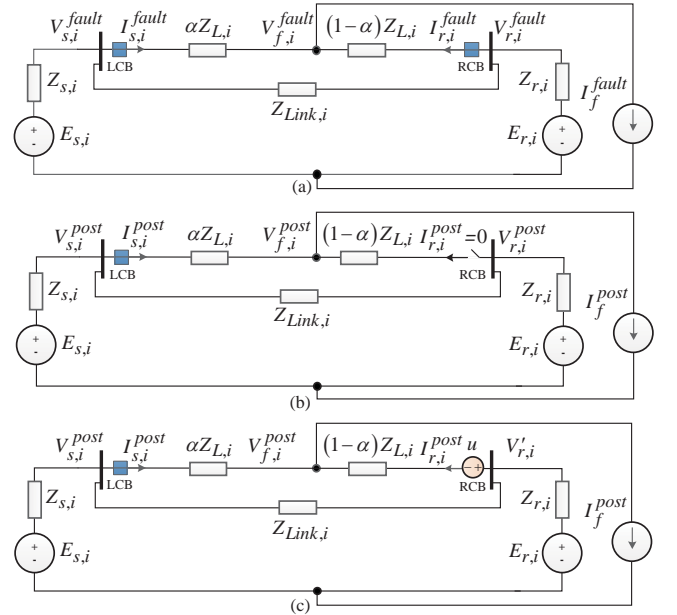 V_{s,i}^{fault} I_{s,i}^{fault} αZ_{L,i} V_{f,i}^{fault} (1−α)Z_{L,i} I_{r,i}^{fault} V_{r,i}^{fault}
LCB RCB
Z_{s,i} Z_{r,i} I_f^{fault}
Z_{Link,i}
+ - E_{s,i} E_{r,i} + -
(a)
V_{s,i}^{post} I_{s,i}^{post} αZ_{L,i} V_{f,i}^{post} (1−α)Z_{L,i} I_{r,i}^{post}=0 V_{r,i}^{post}
LCB RCB
Z_{s,i} Z_{r,i} I_f^{post}
Z_{Link,i}
+ - E_{s,i} E_{r,i} + -
(b)
V_{s,i}^{post} I_{s,i}^{post} αZ_{L,i} V_{f,i}^{post} (1−α)Z_{L,i} I_{r,i}^{post} u V'_{r,i}
- +
LCB RCB
Z_{s,i} Z_{r,i} I_f^{post}
Z_{Link,i}
+ - E_{s,i} E_{r,i} + -
(c)